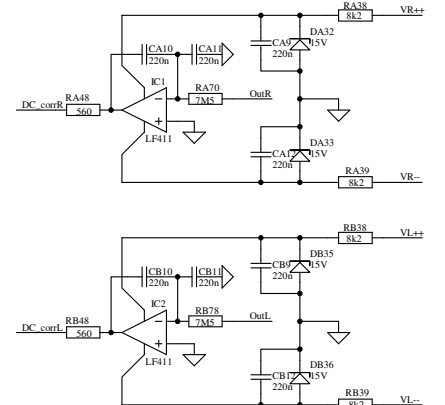 RA38
VR++
8k2
DA32
CA10
CA11
CA9
15V
220n
220n
220n
IC1
RA48
RA70
DC_corrR
OutR
560
7M5
LF411
DA33
CA12
15V
220n
RA39
VR--
8k2
RB38
VL++
8k2
DB35
CB10
CB11
CB9
15V
220n
220n
220n
IC2
RB48
RB78
DC_corrL
OutL
560
7M5
LF411
DB36
CB12
15V
220n
RB39
VL--
8k2